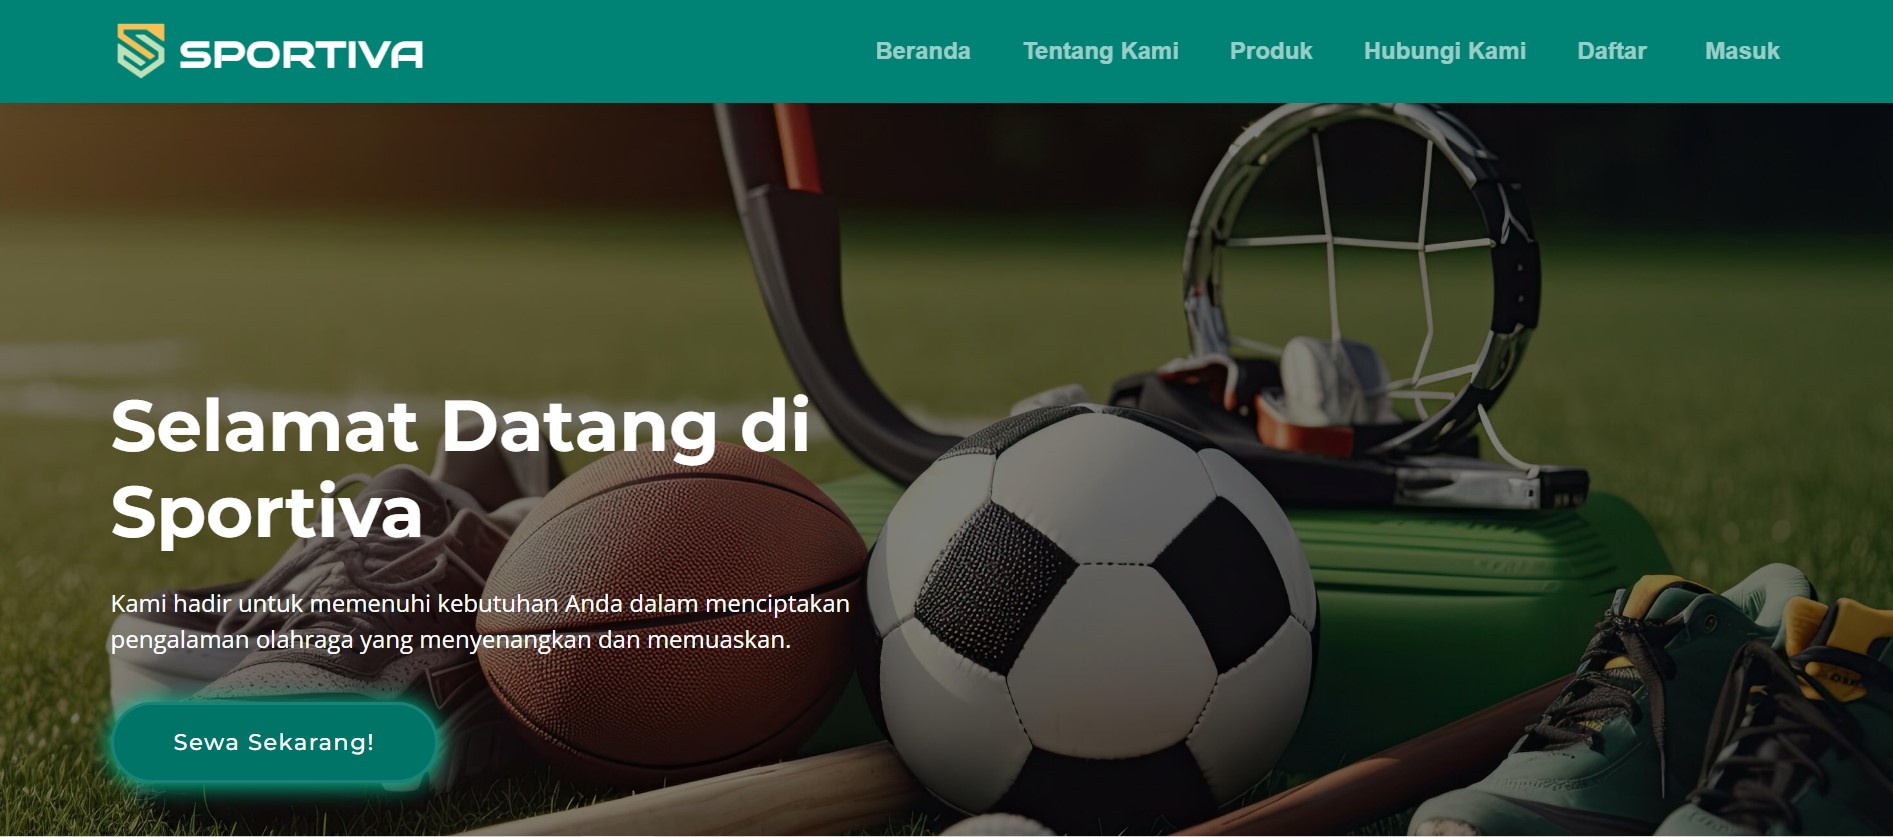 SPORTIVA
Beranda Tentang Kami Produk Hubungi Kami Daftar Masuk
Selamat Datang di
Sportiva
Kami hadir untuk memenuhi kebutuhan Anda dalam menciptakan
pengalaman olahraga yang menyenangkan dan memuaskan.
Sewa Sekarang!